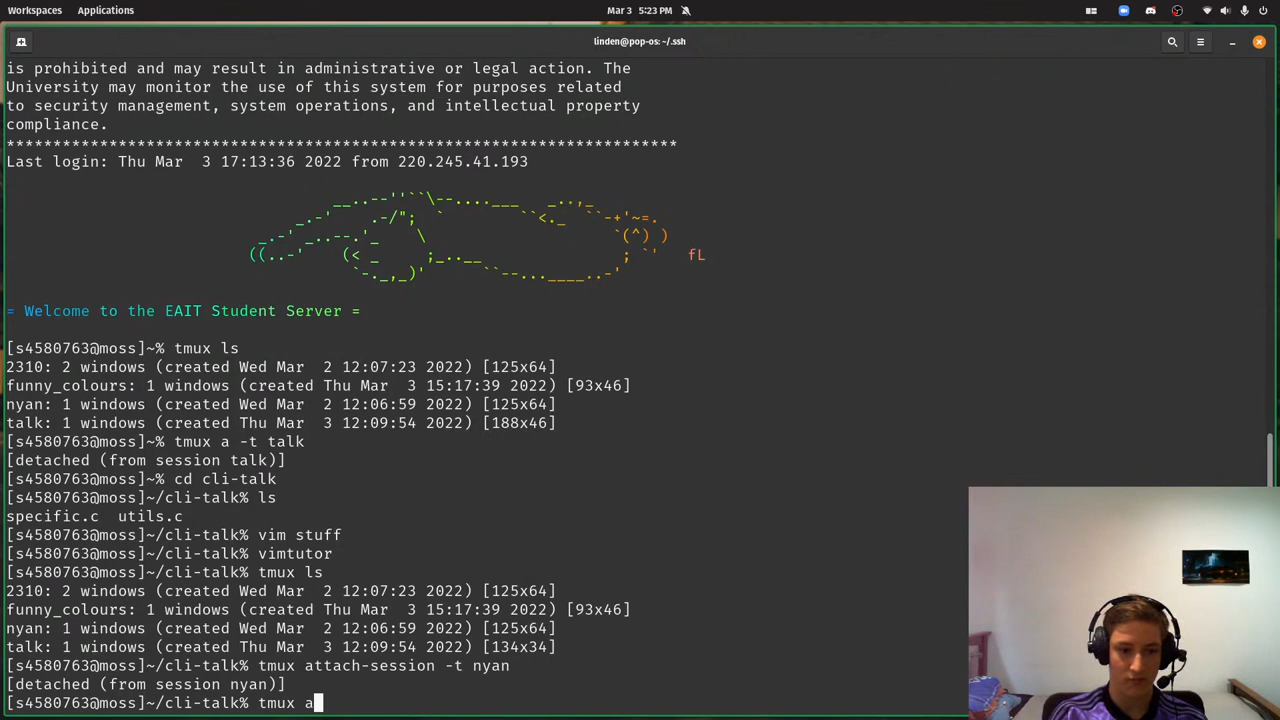 Workspaces Applications Mar 3 5:23 PM
linden@pop-os: ~/.ssh
is prohibited and may result in administrative or legal action. The
University may monitor the use of this system for purposes related
to security management, system operations, and intellectual property
compliance.
************************************************************************
Last login: Thu Mar  3 17:13:36 2022 from 220.245.41.193
fL
= Welcome to the EAIT Student Server =
[s4580763@moss]~% tmux ls
2310: 2 windows (created Wed Mar  2 12:07:23 2022) [125x64]
funny_colours: 1 windows (created Thu Mar  3 15:17:39 2022) [93x46]
nyan: 1 windows (created Wed Mar  2 12:06:59 2022) [125x64]
talk: 1 windows (created Thu Mar  3 12:09:54 2022) [188x46]
[s4580763@moss]~% tmux a -t talk
[detached (from session talk)]
[s4580763@moss]~% cd cli-talk
[s4580763@moss]~/cli-talk% ls
specific.c  utils.c
[s4580763@moss]~/cli-talk% vim stuff
[s4580763@moss]~/cli-talk% vimtutor
[s4580763@moss]~/cli-talk% tmux ls
2310: 2 windows (created Wed Mar  2 12:07:23 2022) [125x64]
funny_colours: 1 windows (created Thu Mar  3 15:17:39 2022) [93x46]
nyan: 1 windows (created Wed Mar  2 12:06:59 2022) [125x64]
talk: 1 windows (created Thu Mar  3 12:09:54 2022) [134x34]
[s4580763@moss]~/cli-talk% tmux attach-session -t nyan
[detached (from session nyan)]
[s4580763@moss]~/cli-talk% tmux a